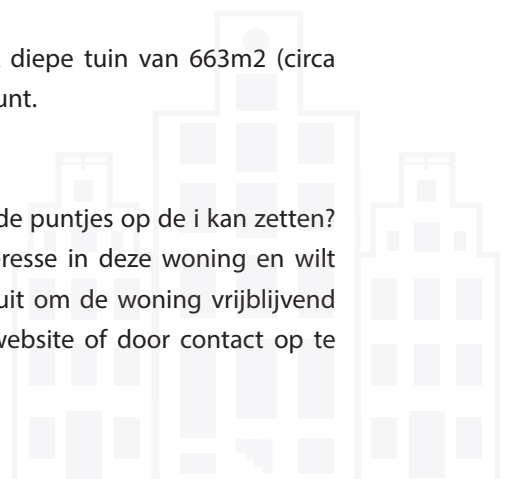 diepe tuin van 663m2 (circa
unt.
de puntjes op de i kan zetten?
resse in deze woning en wilt
uit om de woning vrijblijvend
website of door contact op te